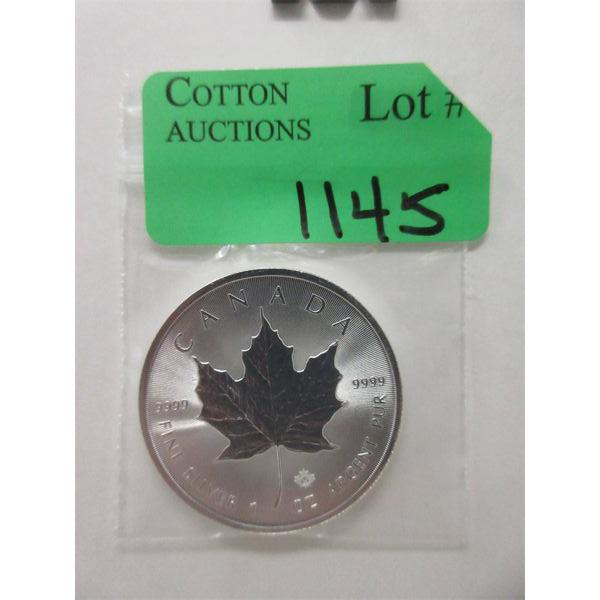 COTTON
AUCTIONS
Lot #
1145
CANADA
9999
9999
FINE SILVER 1 OZ ARGENT PUR